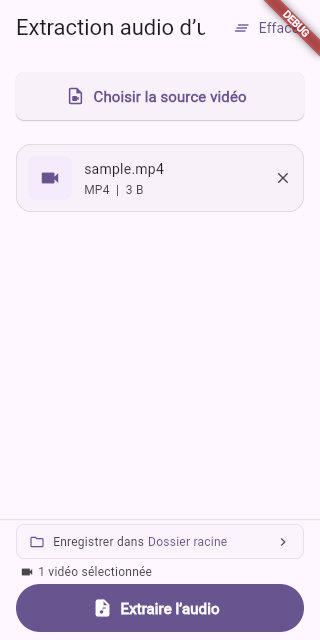 Extraction audio d’u
Effac
DEBUG
Choisir la source vidéo
sample.mp4
MP4 | 3 B
Enregistrer dans Dossier racine
1 vidéo sélectionnée
Extraire l’audio